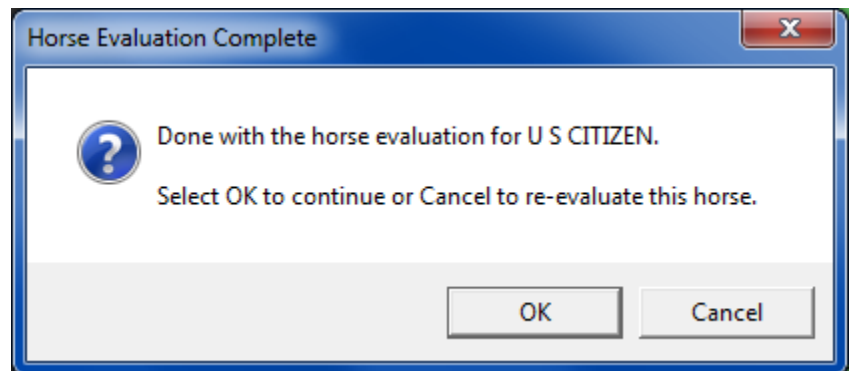 Horse Evaluation Complete
Done with the horse evaluation for U S CITIZEN.
Select OK to continue or Cancel to re-evaluate this horse.
OK
Cancel